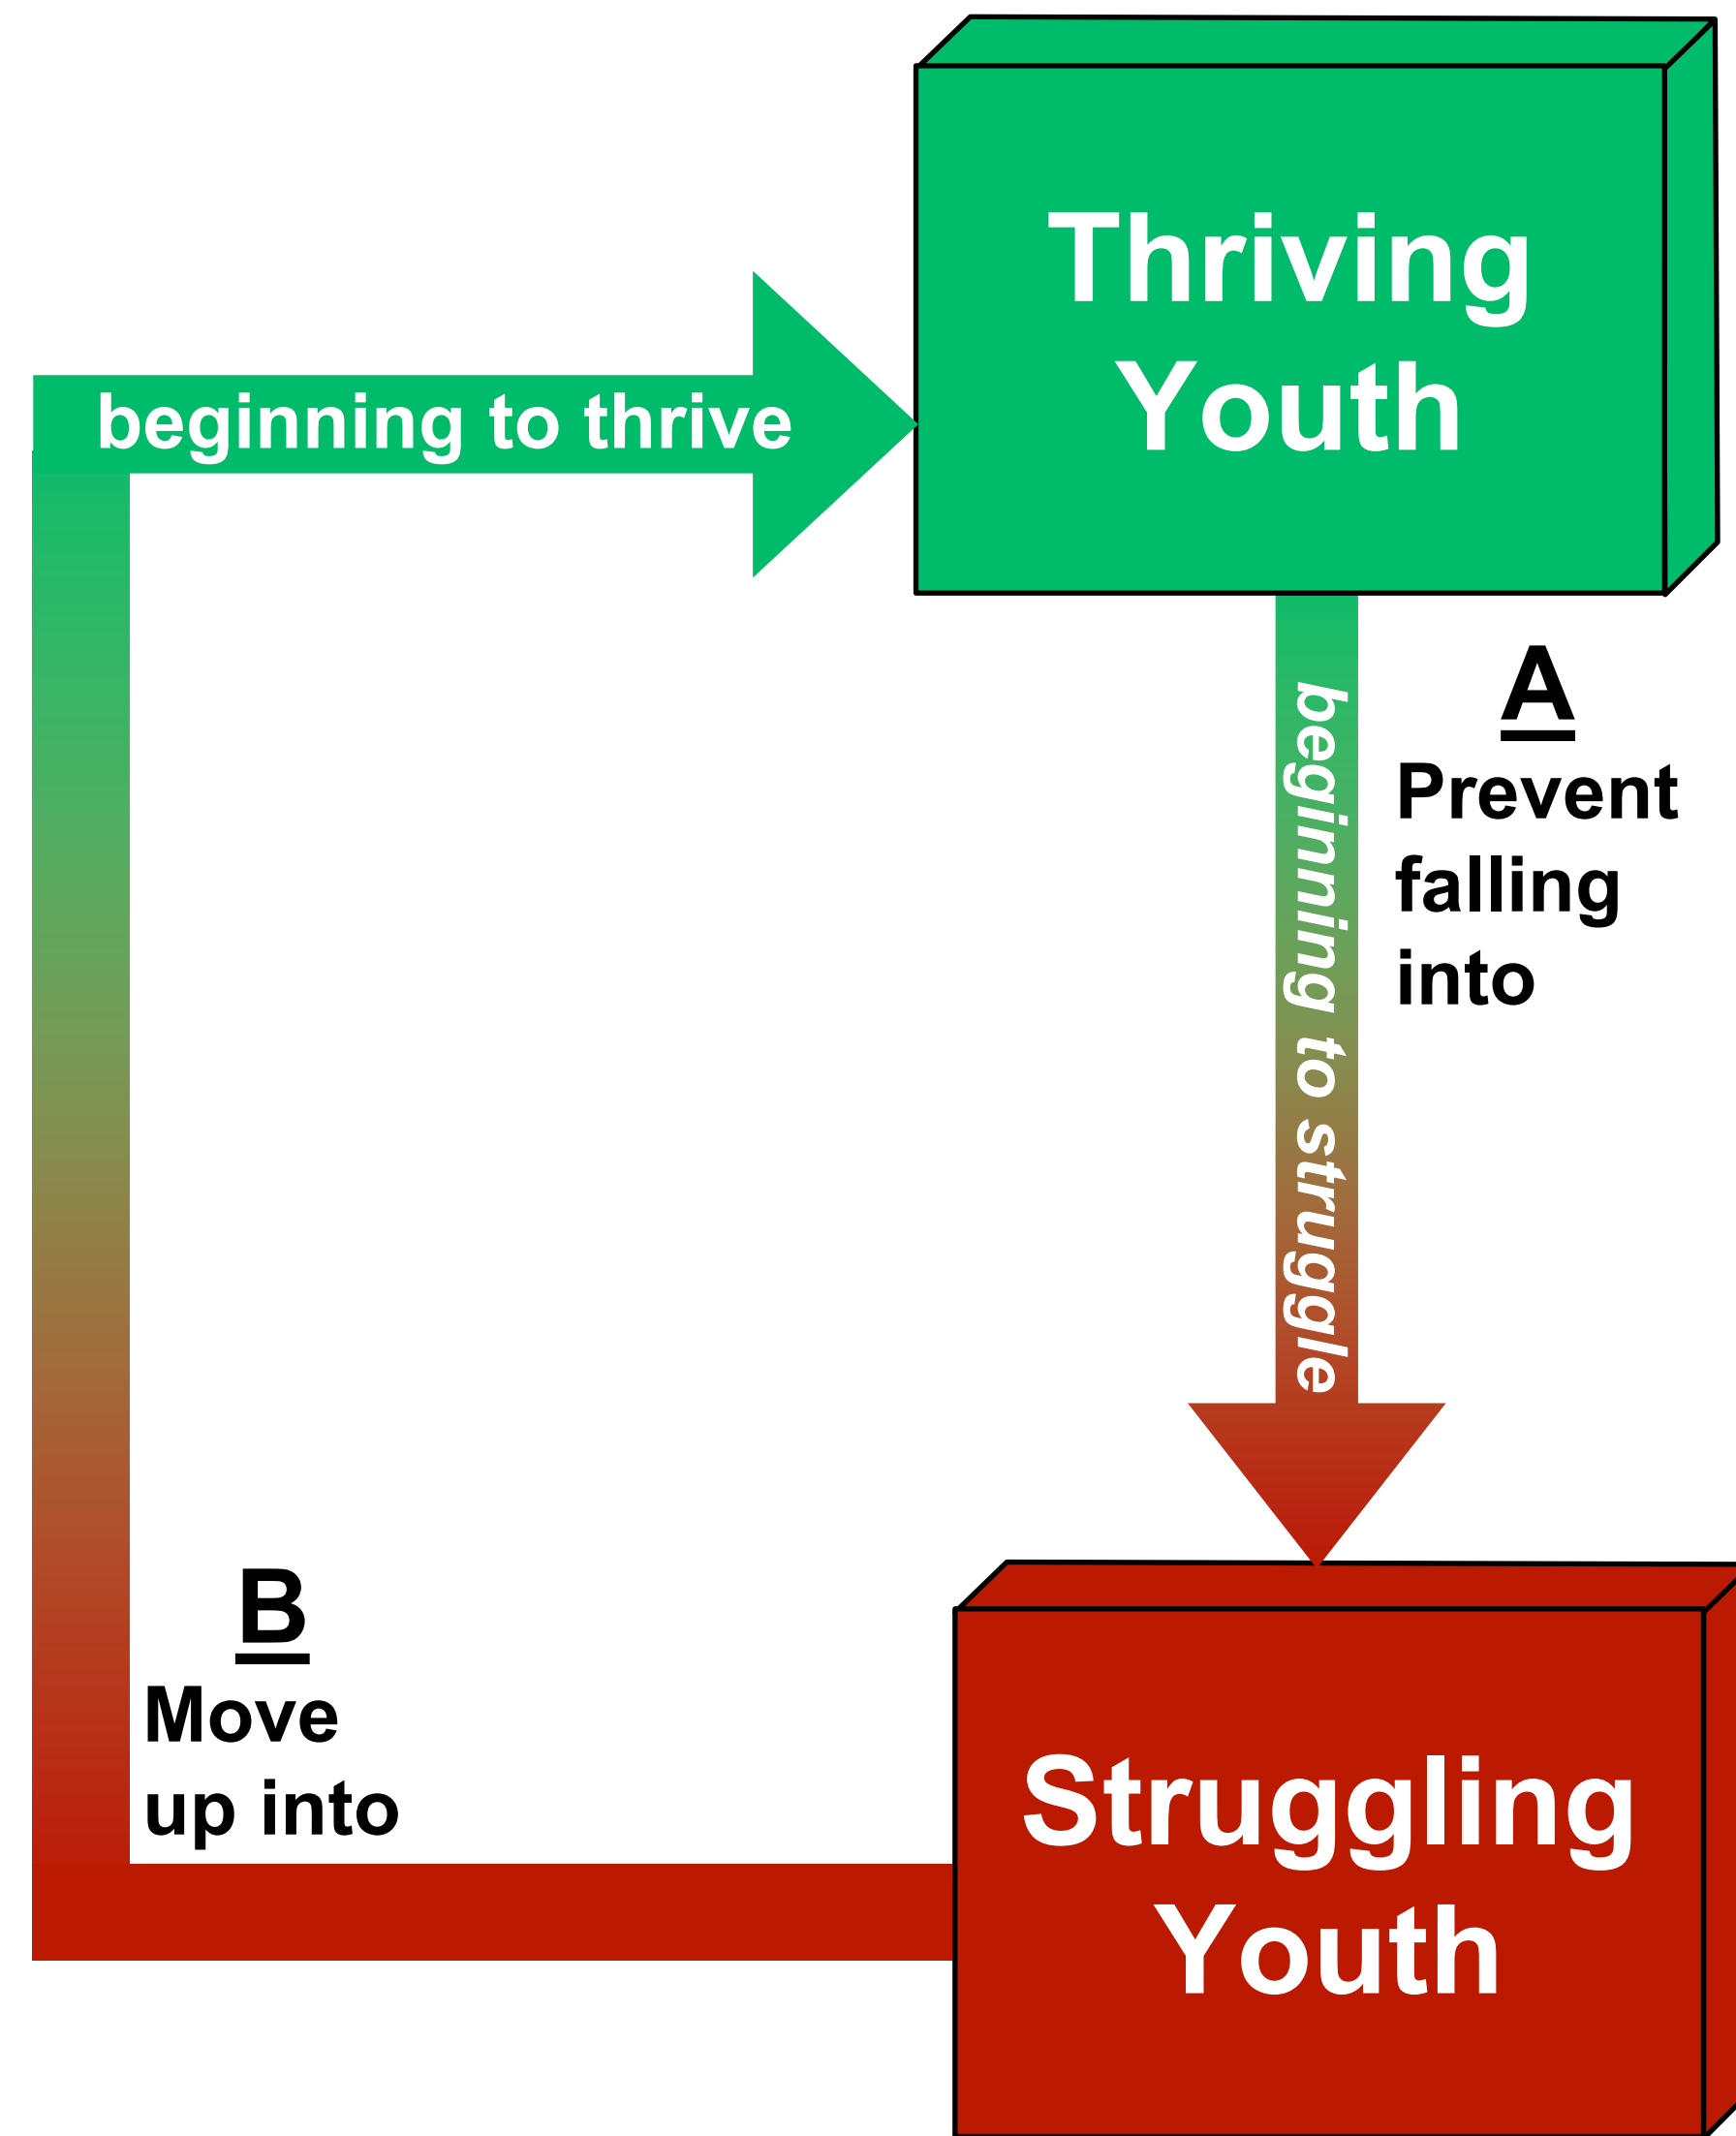 Thriving
Youth
beginning to thrive
A
Prevent
falling
into
beginning to struggle
B
Move
up into
Struggling
Youth